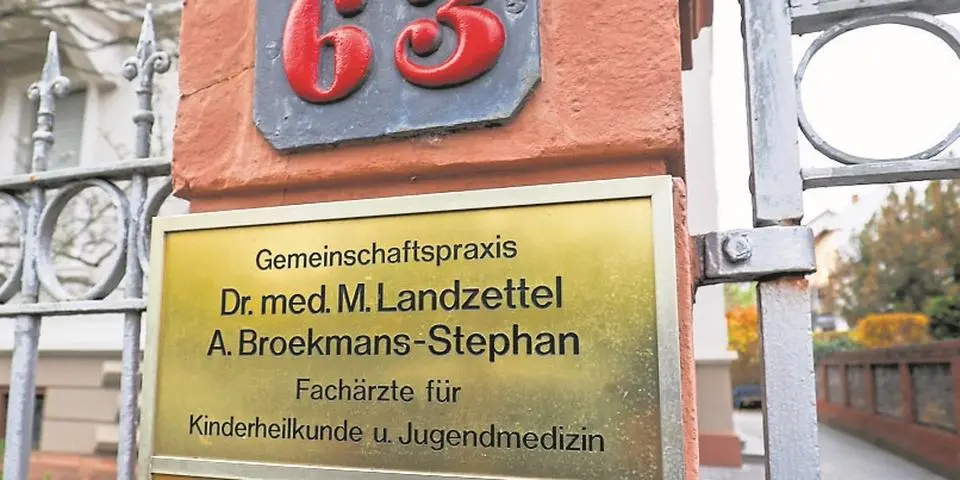 63
Gemeinschaftspraxis
Dr. med. M. Landzettel
A. Broekmans-Stephan
Fachärzte für
Kinderheilkunde u. Jugendmedizin